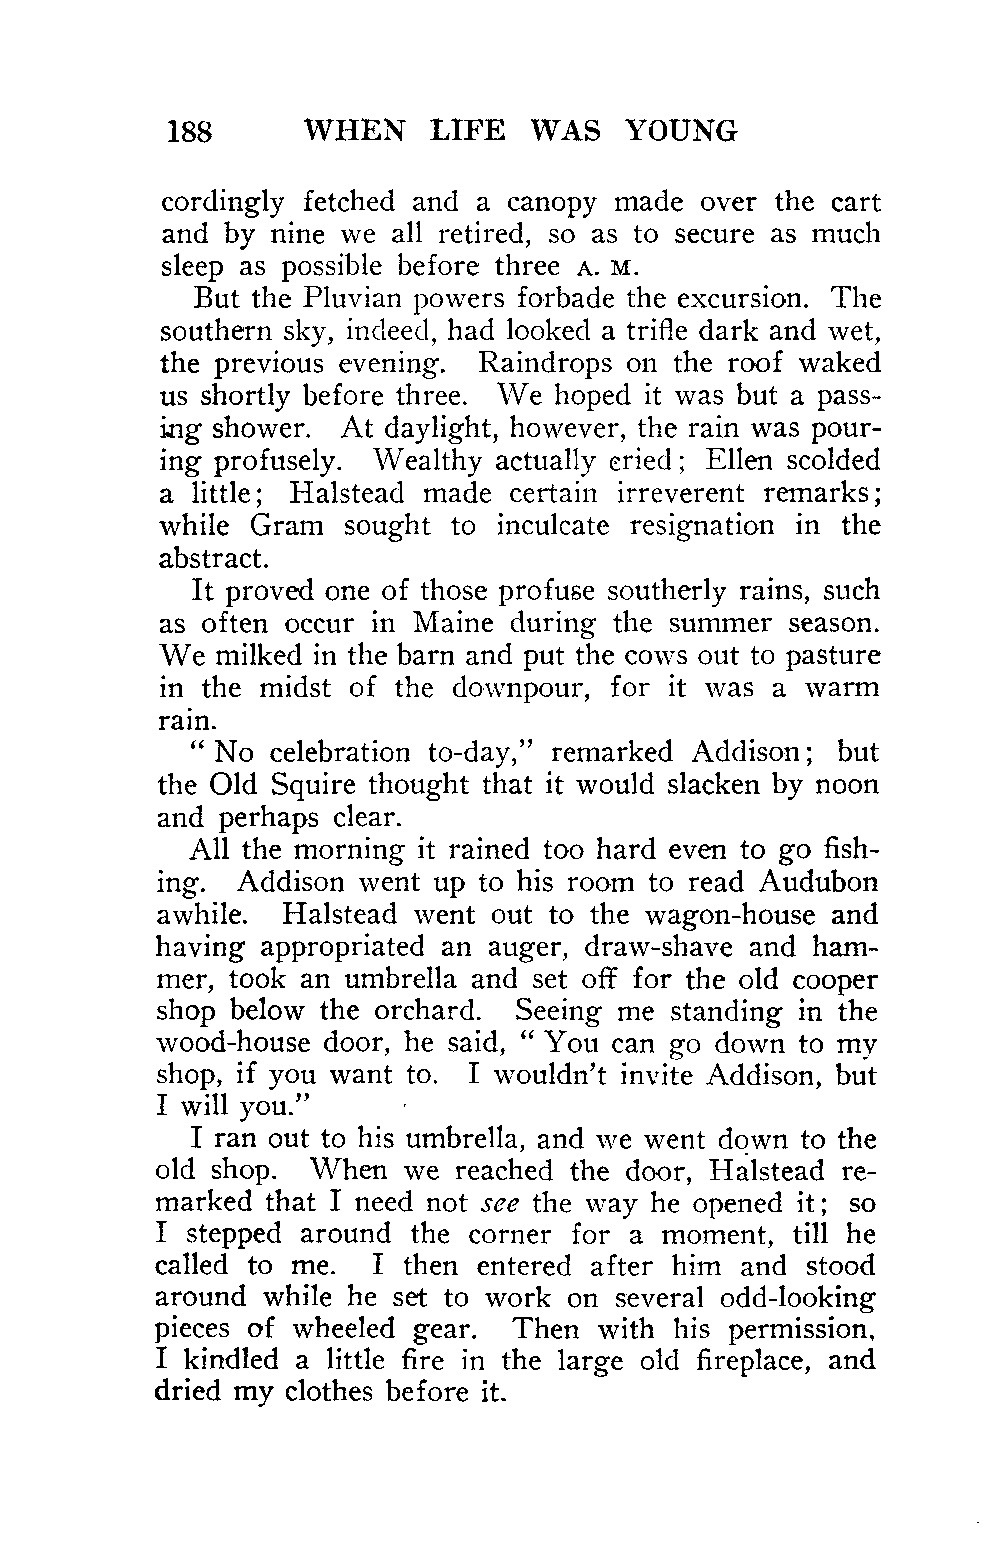 188 WHEN LIFE WAS YOUNG
cordingly fetched and a canopy made over the cart
and by nine we all retired, so as to secure as much
sleep as possible before three A. M.
But the Pluvian powers forbade the excursion. The
southern sky, indeed, had looked a trifle dark and wet,
the previous evening. Raindrops on the roof waked
us shortly before three. We hoped it was but a pass-
ing shower. At daylight, however, the rain was pour-
ing profusely. Wealthy actually cried; Ellen scolded
a little; Halstead made certain irreverent remarks;
while Gram sought to inculcate resignation in the
abstract.
It proved one of those profuse southerly rains, such
as often occur in Maine during the summer season.
We milked in the barn and put the cows out to pasture
in the midst of the downpour, for it was a warm
rain.
" No celebration to-day," remarked Addison; but
the Old Squire thought that it would slacken by noon
and perhaps clear.
All the morning it rained too hard even to go fish-
ing. Addison went up to his room to read Audubon
awhile. Halstead went out to the wagon-house and
having appropriated an auger, draw-shave and ham-
mer, took an umbrella and set off for the old cooper
shop below the orchard. Seeing me standing in the
wood-house door, he said, " You can go down to my
shop, if you want to. I wouldn't invite Addison, but
I will you."
I ran out to his umbrella, and we went down to the
old shop. When we reached the door, Halstead re-
marked that I need not see the way he opened it; so
I stepped around the corner for a moment, till he
called to me. I then entered after him and stood
around while he set to work on several odd-looking
pieces of wheeled gear. Then with his permission,
I kindled a little fire in the large old fireplace, and
dried my clothes before it.